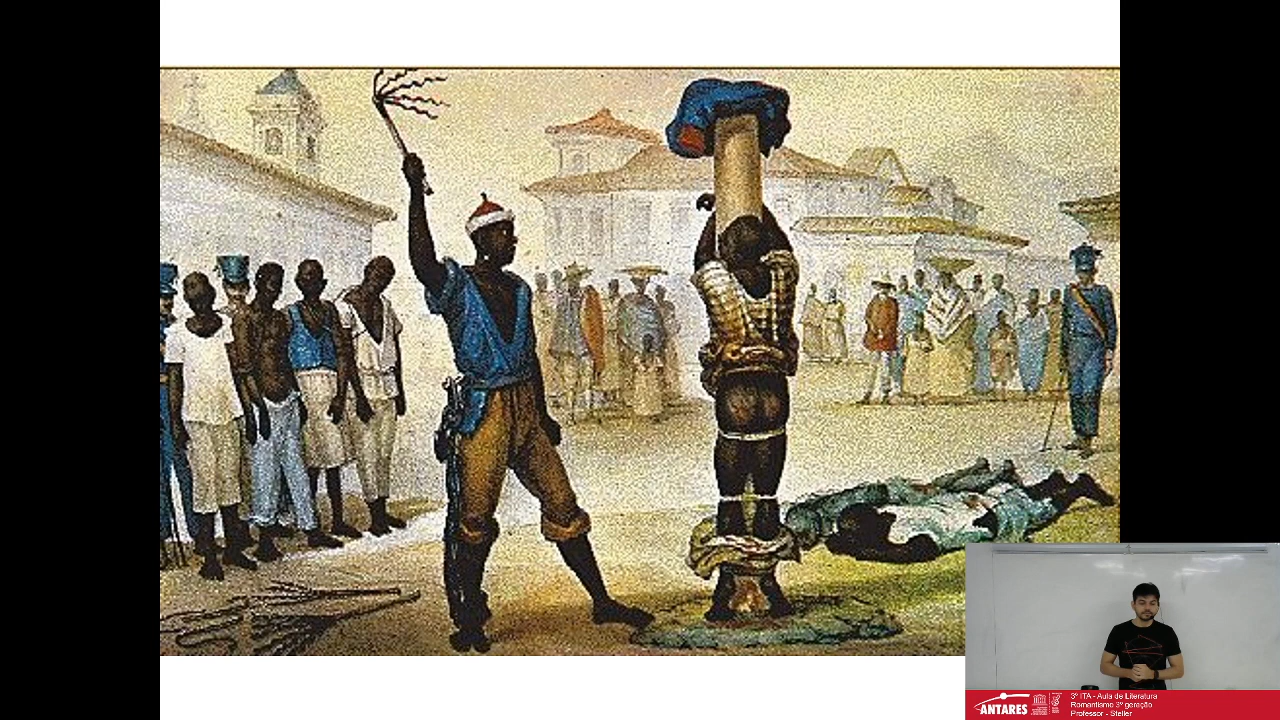 ANTARES
3º ITA - Aula de Literatura
Romantismo 3ª geração
Professor - Steller